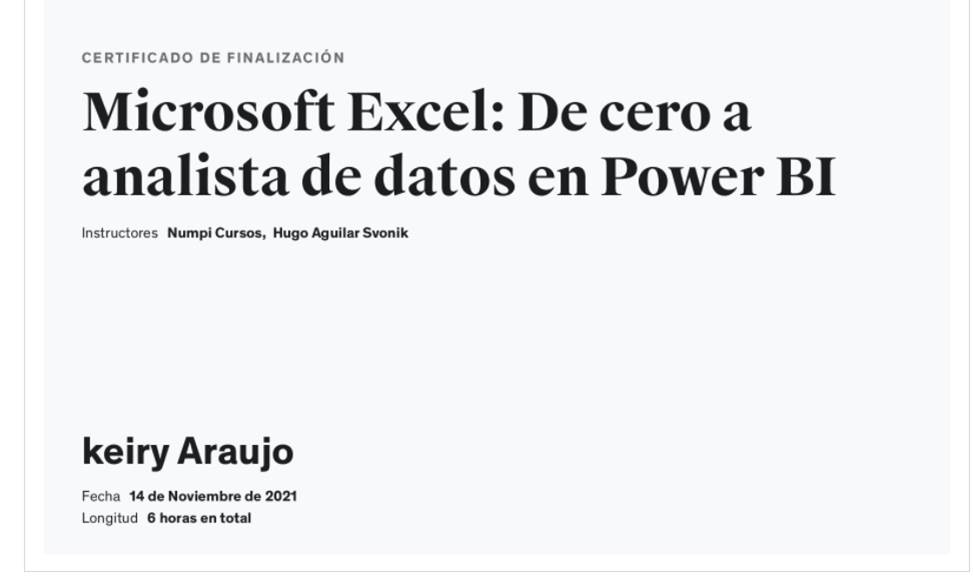 CERTIFICADO DE FINALIZACIÓN
Microsoft Excel: De cero a
analista de datos en Power BI
Instructores Numpi Cursos, Hugo Aguilar Svonik
keiry Araujo
Fecha 14 de Noviembre de 2021
Longitud 6 horas en total